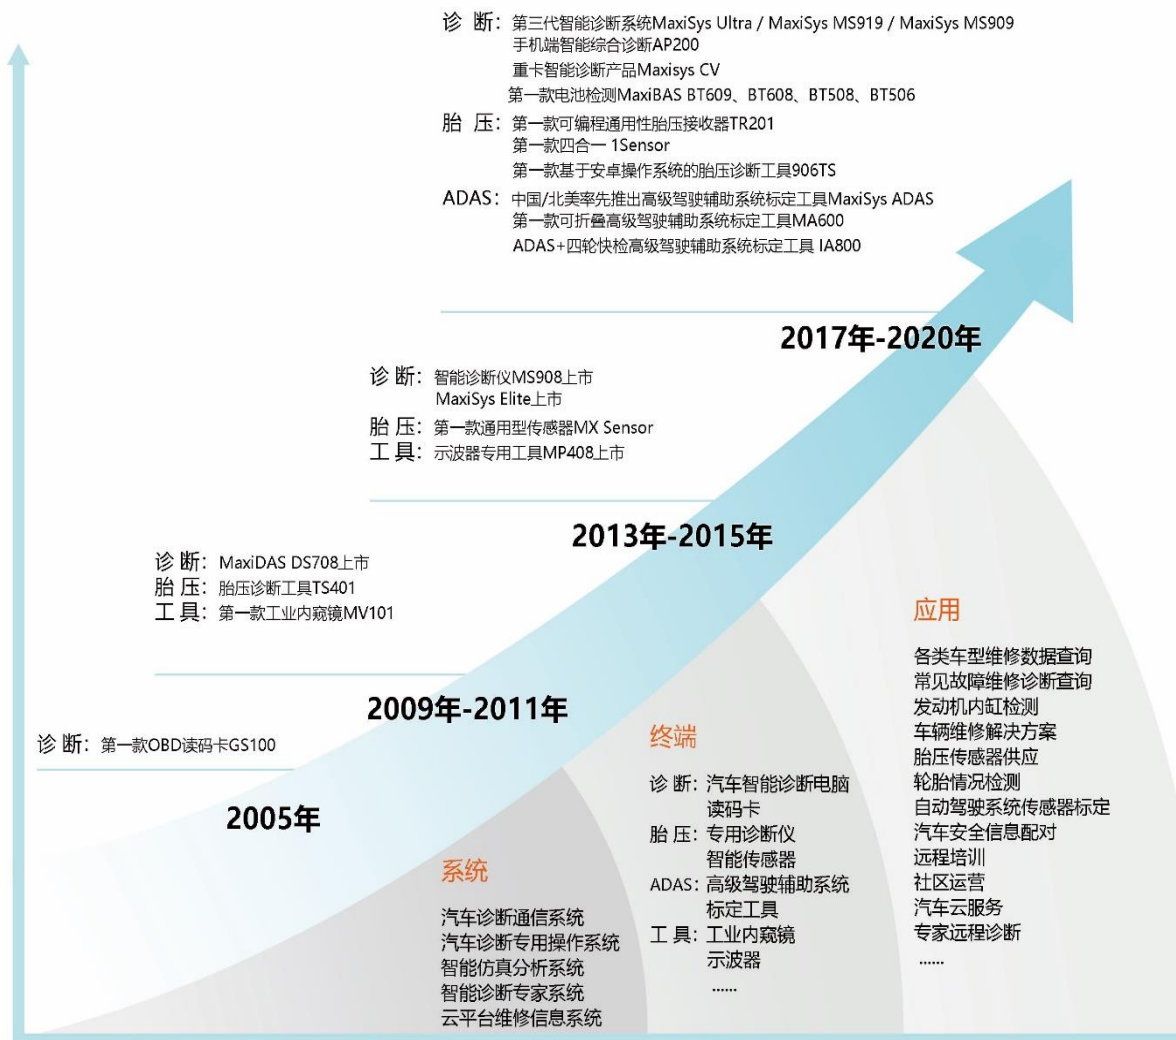 诊 断：第三代智能诊断系统MaxiSys Ultra / MaxiSys MS919 / MaxiSys MS909
手机端智能综合诊断AP200
重卡智能诊断产品Maxisys CV
第一款电池检测MaxiBAS BT609、BT608、BT508、BT506
胎 压：第一款可编程通用性胎压接收器TR201
第一款四合一 1Sensor
第一款基于安卓操作系统的胎压诊断工具906TS
ADAS：中国/北美率先推出高级驾驶辅助系统标定工具MaxiSys ADAS
第一款可折叠高级驾驶辅助系统标定工具MA600
ADAS+四轮快检高级驾驶辅助系统标定工具 IA800
2017年-2020年
诊 断：智能诊断仪MS908上市
MaxiSys Elite上市
胎 压：第一款通用型传感器MX Sensor
工 具：示波器专用工具MP408上市
2013年-2015年
诊 断：MaxiDAS DS708上市
胎 压：胎压诊断工具TS401
工 具：第一款工业内窥镜MV101
2009年-2011年
诊 断：第一款OBD读码卡GS100
2005年
系统
汽车诊断通信系统
汽车诊断专用操作系统
智能仿真分析系统
智能诊断专家系统
云平台维修信息系统
终端
诊 断：汽车智能诊断电脑
读码卡
胎 压：专用诊断仪
智能传感器
ADAS：高级驾驶辅助系统
标定工具
工 具：工业内窥镜
示波器
......
应用
各类车型维修数据查询
常见故障维修诊断查询
发动机内缸检测
车辆维修解决方案
胎压传感器供应
轮胎情况检测
自动驾驶系统传感器标定
汽车安全信息配对
远程培训
社区运营
汽车云服务
专家远程诊断
......